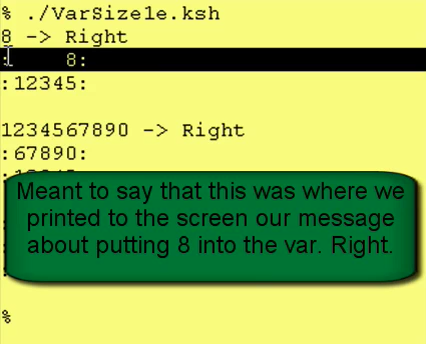 % ./VarSize1e.ksh
8 -> Right
:    8:
:12345:
1234567890 -> Right
:67890:
Meant to say that this was where we
printed to the screen our message
about putting 8 into the var. Right.
%